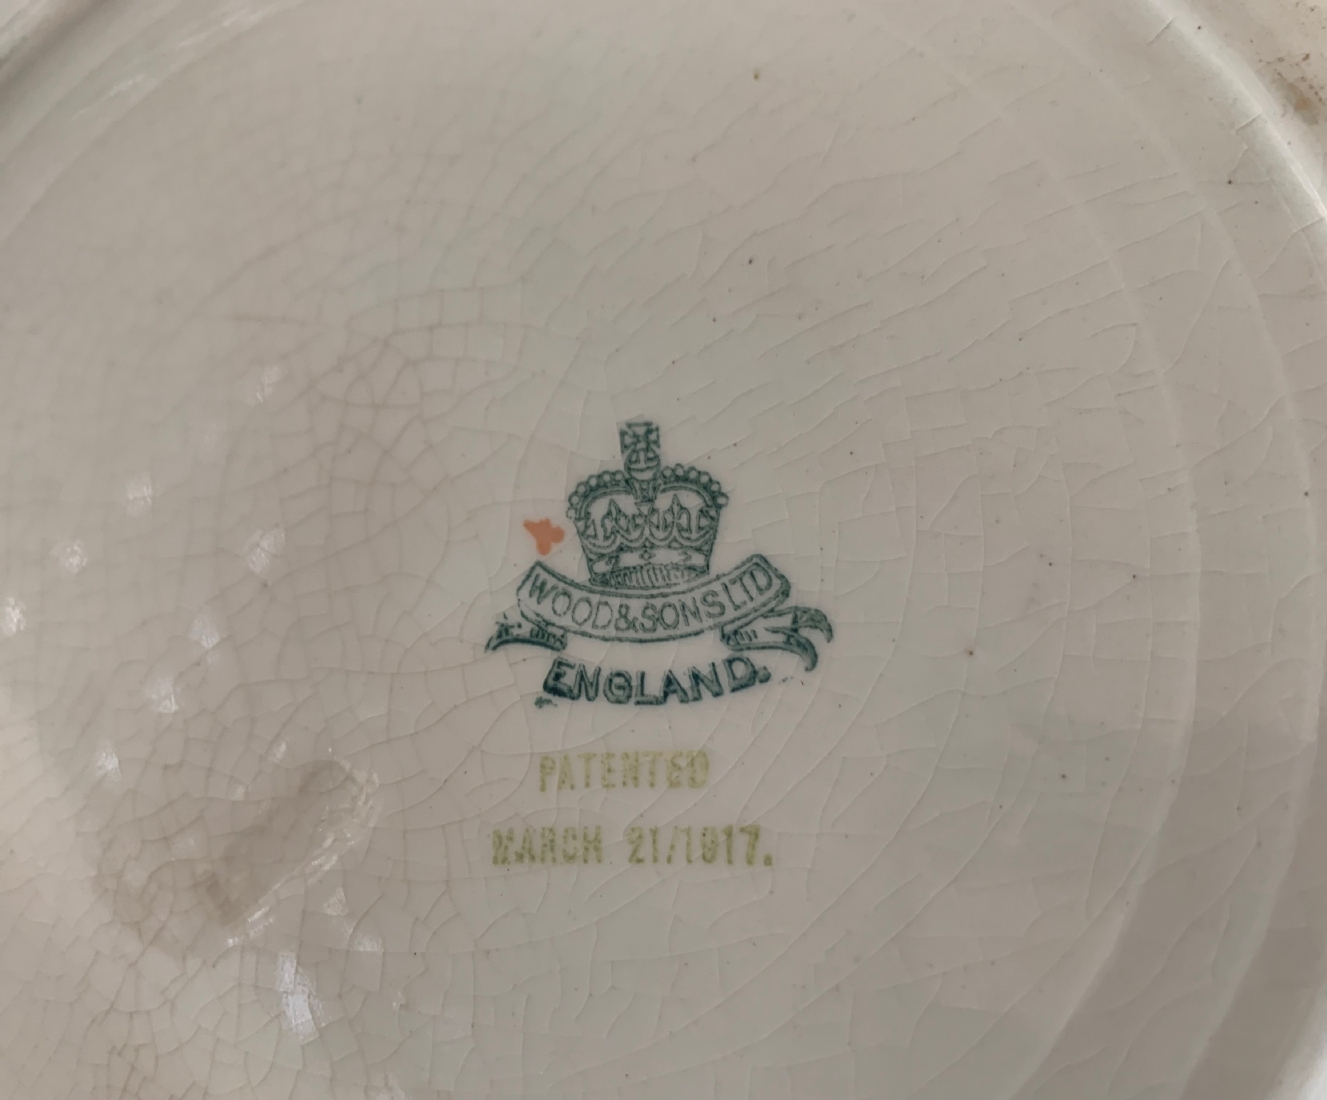 WOOD & SONS LTD
ENGLAND.
PATENTED
MARCH 21/1917.